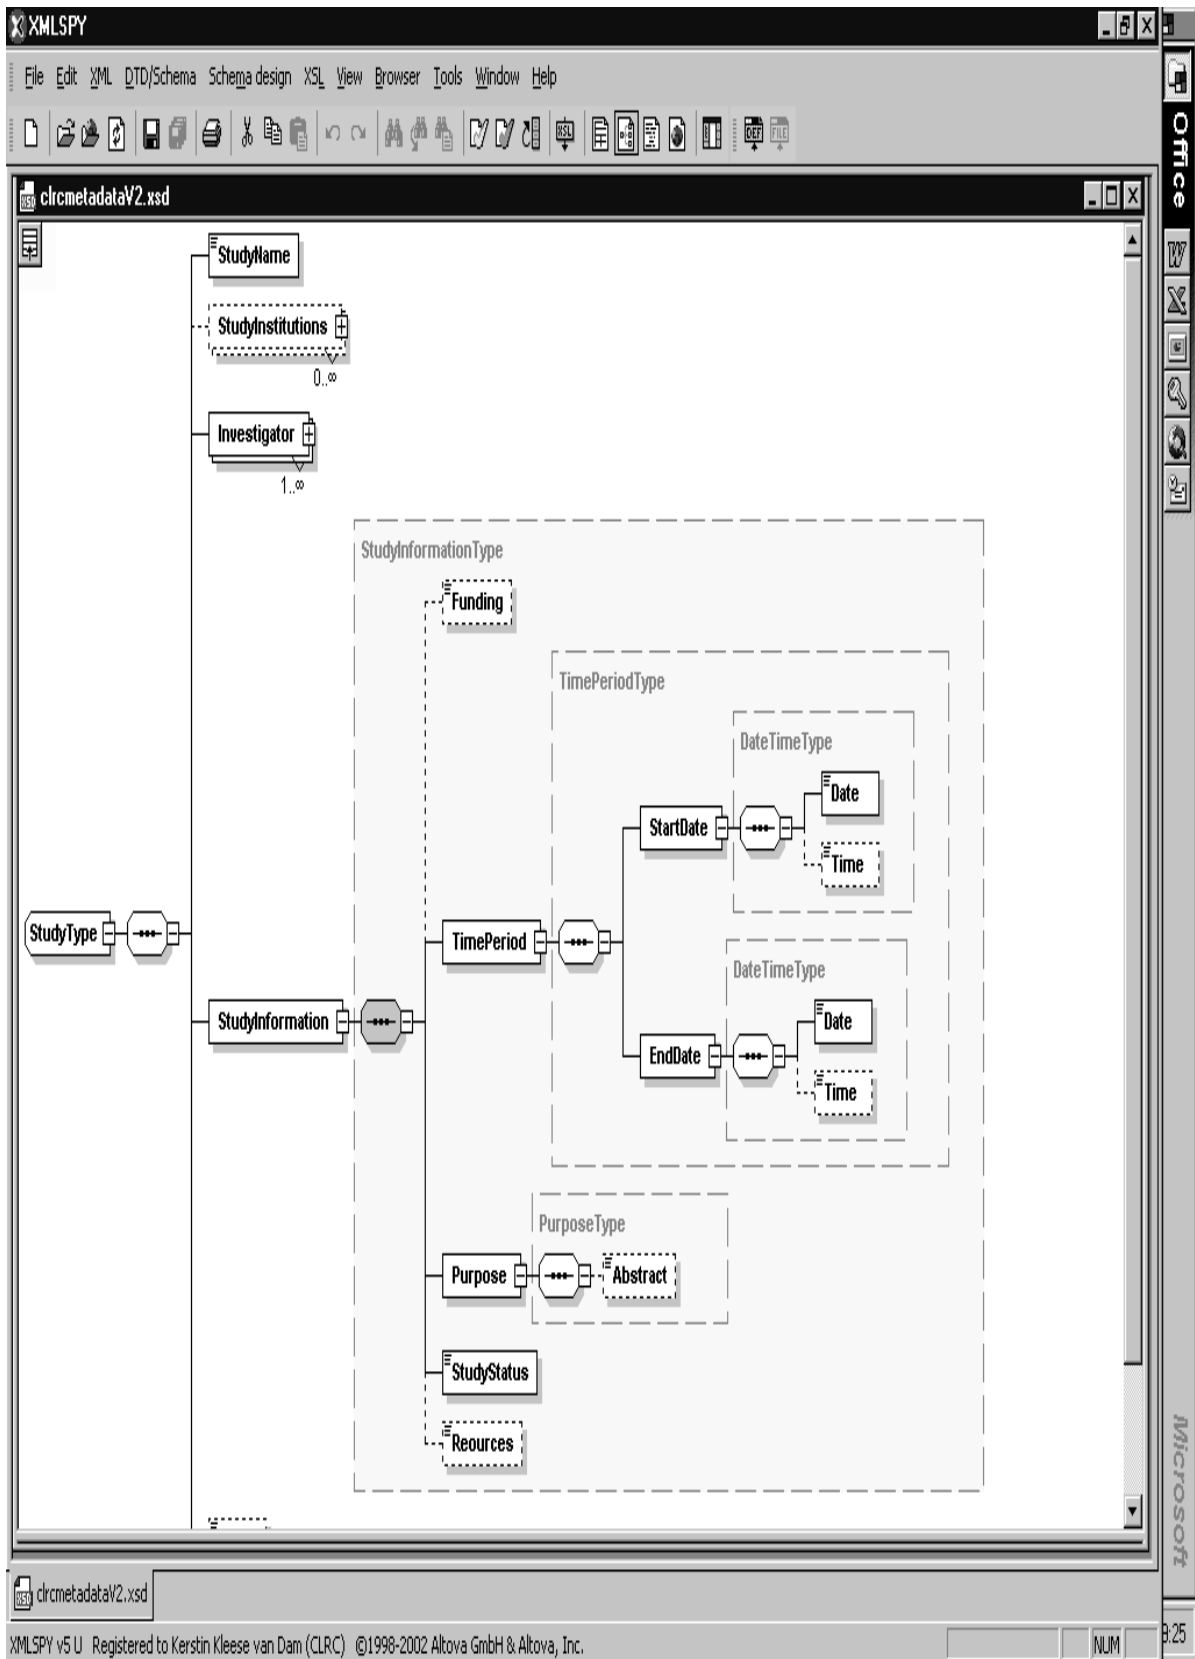 XMLSPY
File Edit XML DTD/Schema Schema design XSL View Browser Tools Window Help
XSL DEF FILE
Office
clrcmetadataV2.xsd
StudyName
StudyInstitutions
0..∞
Investigator
1..∞
StudyInformationType
Funding
TimePeriodType
DateTimeType
Date
StartDate
Time
StudyType
TimePeriod
DateTimeType
StudyInformation
Date
EndDate
Time
PurposeType
Purpose
Abstract
StudyStatus
Reources
Microsoft
clrcmetadataV2.xsd
XMLSPY v5 U Registered to Kerstin Kleese van Dam (CLRC) ©1998-2002 Altova GmbH & Altova, Inc. NUM